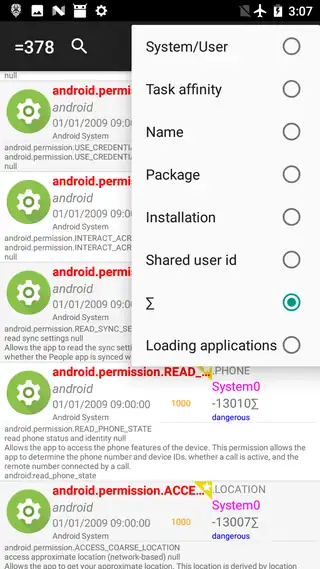 3:07
=378
System/User
Task affinity
Name
Package
Installation
Shared user id
∑
Loading applications
null
android.permis
android
01/01/2009 09:00
Android System
android.permission.USE_CREDENTIA
android.permission.USE_CREDENTIA
null
android.permis
android
01/01/2009 09:00
Android System
android.permission.INTERACT_ACR
android.permission.INTERACT_ACR
null
android.permis
android
01/01/2009 09:00
Android System
android.permission.READ_SYNC_SE
read sync settings null
Allows the app to read the sync setti
whether the People app is synced w
android.permission.READ_... .PHONE
android System0
01/01/2009 09:00:00 1000 -13010∑
Android System dangerous
android.permission.READ_PHONE_STATE
read phone status and identity null
Allows the app to access the phone features of the device. This permission allows the
app to determine the phone number and device IDs, whether a call is active, and the
remote number connected by a call.
android:read_phone_state
android.permission.ACCE... .LOCATION
android System0
01/01/2009 09:00:00 1000 -13007∑
Android System dangerous
android.permission.ACCESS_COARSE_LOCATION
access approximate location (network-based) null
Allows the app to get your approximate location. This location is derived by location